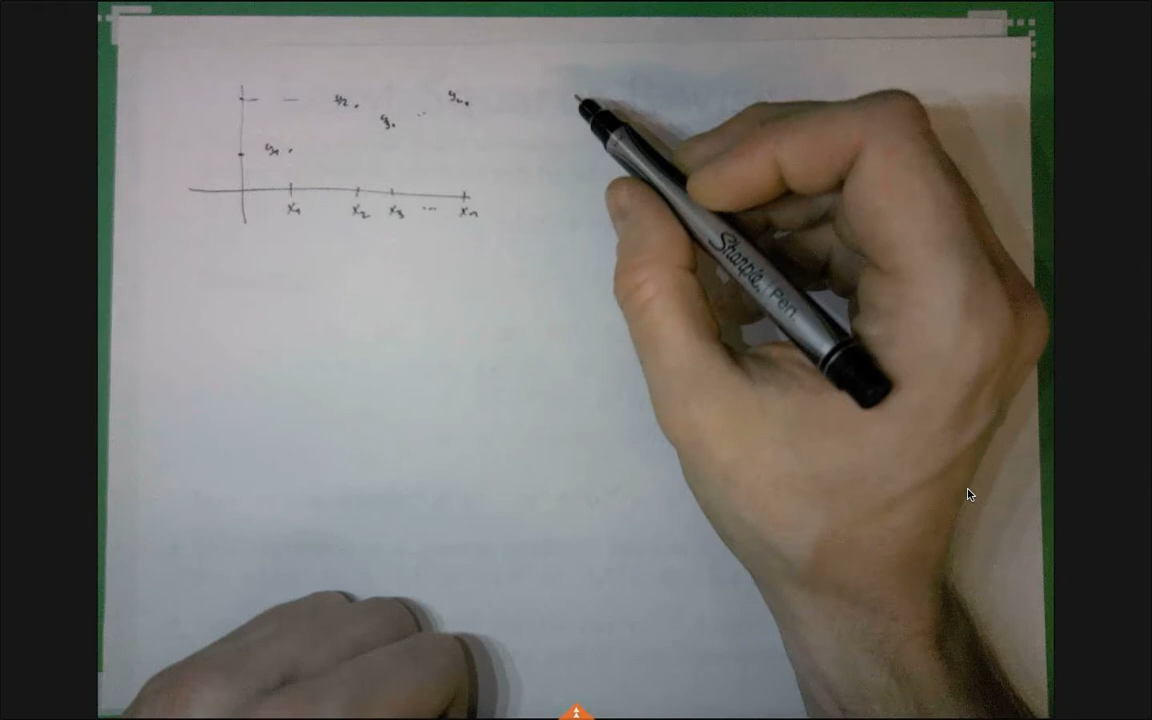 y₂
yₙ
y₃
...
y₁
x₁ x₂ x₃ ... xₙ
Sharpie. Pen.